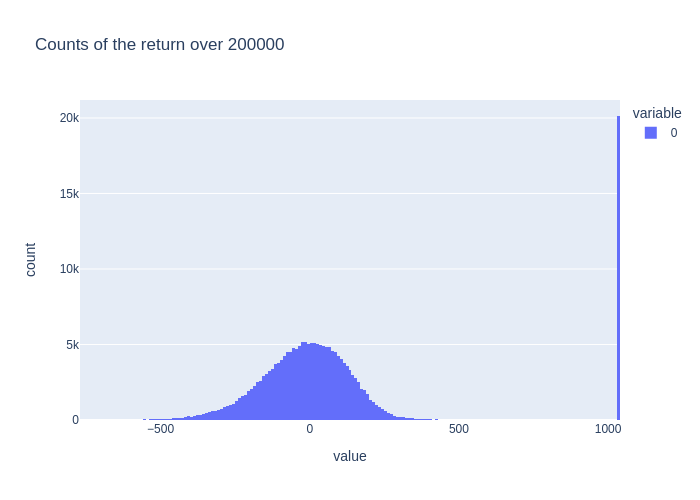 Counts of the return over 200000
variable
0
20k
15k
10k
5k
0
count
−500
0
500
1000
value